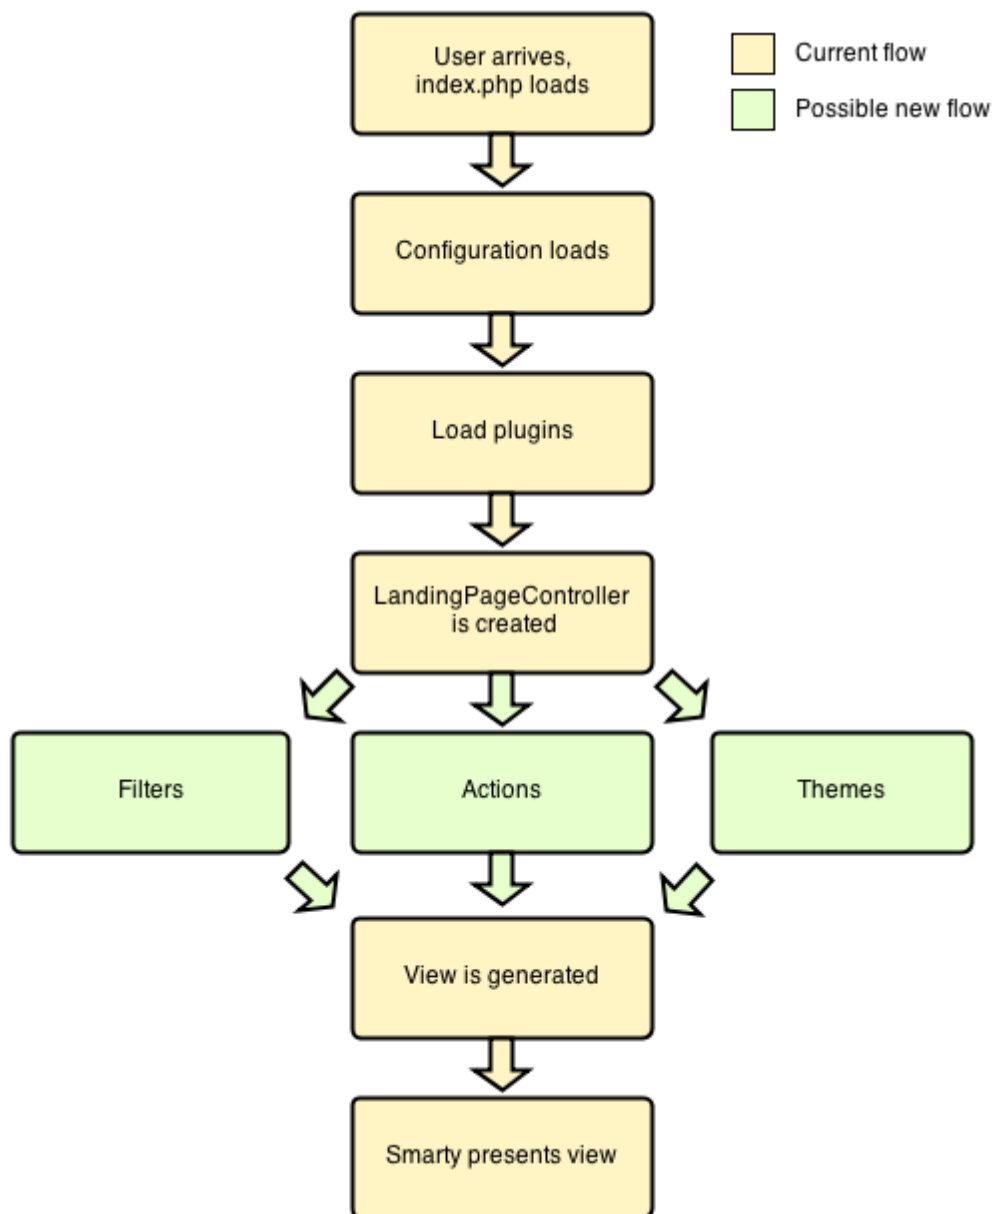 User arrives,
index.php loads
Current flow
Possible new flow
Configuration loads
Load plugins
LandingPageController
is created
Filters
Actions
Themes
View is generated
Smarty presents view